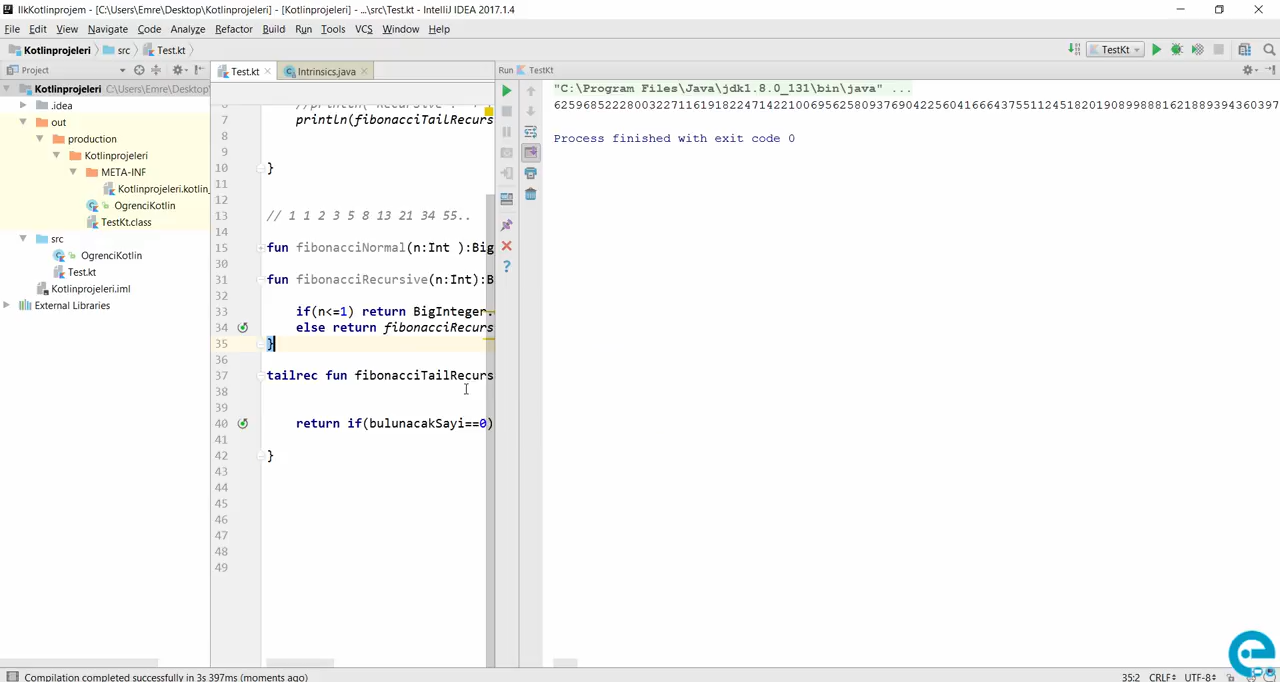 IlkKotlinprojem - [C:\Users\Emre\Desktop\Kotlinprojeleri] - [Kotlinprojeleri] - ...\src\Test.kt - IntelliJ IDEA 2017.1.4
File Edit View Navigate Code Analyze Refactor Build Run Tools VCS Window Help
Kotlinprojeleri src Test.kt
TestKt
Project
Test.kt Intrinsics.java
Run TestKt
Kotlinprojeleri C:\Users\Emre\Desktop
.idea
out
production
Kotlinprojeleri
META-INF
Kotlinprojeleri.kotlin_
OgrenciKotlin
TestKt.class
src
OgrenciKotlin
Test.kt
Kotlinprojeleri.iml
External Libraries
7 println(fibonacciTailRecurs
8
9
10 }
11
12
13 // 1 1 2 3 5 8 13 21 34 55..
14
15 fun fibonacciNormal(n:Int ):Big
30
31 fun fibonacciRecursive(n:Int):B
32
33 if(n<=1) return BigInteger.
34 else return fibonacciRecurs
35 }
36
37 tailrec fun fibonacciTailRecurs
38
39
40 return if(bulunacakSayi==0)
41
42 }
43
44
45
46
47
48
49
"C:\Program Files\Java\jdk1.8.0_131\bin\java" ...
625968522280032271161918224714221006956258093769042256041666437551124518201908998881621889394360397
Process finished with exit code 0
Compilation completed successfully in 3s 397ms (moments ago)
35:2 CRLF UTF-8